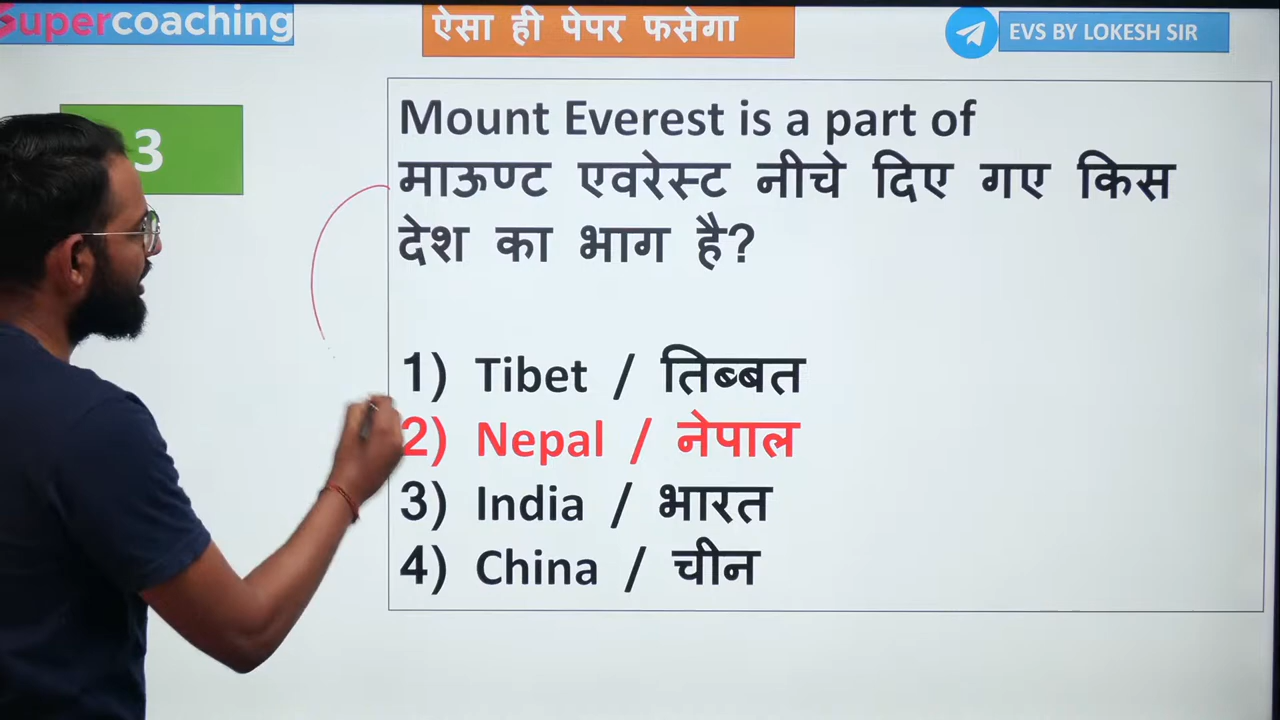 Supercoaching
ऐसा ही पेपर फसेगा
EVS BY LOKESH SIR
3
Mount Everest is a part of
माऊण्ट एवरेस्ट नीचे दिए गए किस
देश का भाग है?
1) Tibet / तिब्बत
2) Nepal / नेपाल
3) India / भारत
4) China / चीन